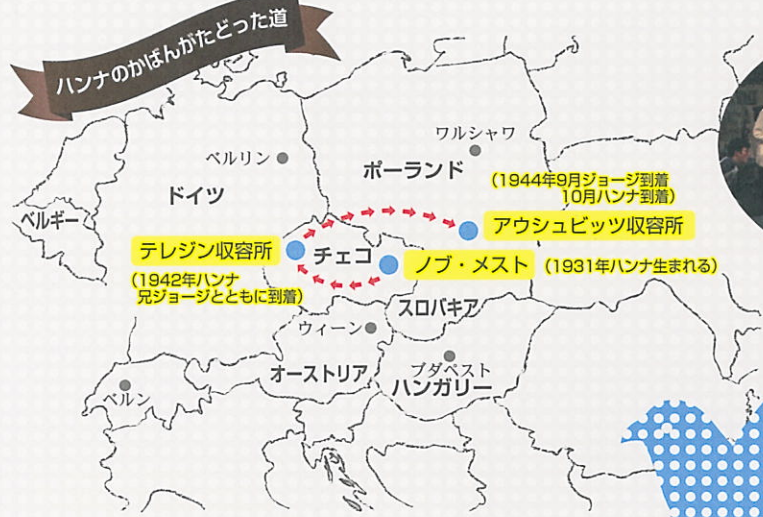 ハンナのかばんがたどった道
ワルシャワ
ベルリン
ポーランド
ドイツ
(1944年9月ジョージ到着
10月ハンナ到着)
ベルギー
アウシュビッツ収容所
テレジン収容所
チェコ
ノブ・メスト
(1931年ハンナ生まれる)
(1942年ハンナ
兄ジョージとともに到着)
スロバキア
ウィーン
オーストリア
ブダペスト
ハンガリー
ベルン